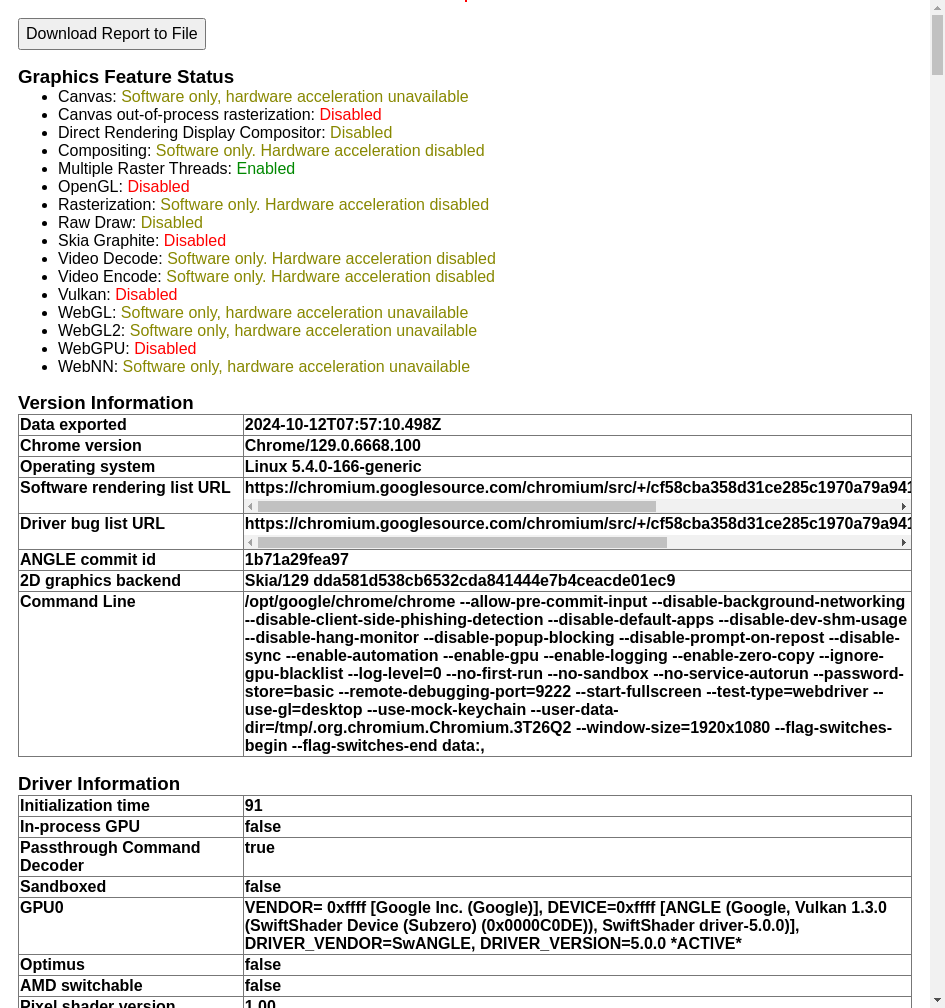 Download Report to File
Graphics Feature Status
Canvas: Software only, hardware acceleration unavailable
Canvas out-of-process rasterization: Disabled
Direct Rendering Display Compositor: Disabled
Compositing: Software only. Hardware acceleration disabled
Multiple Raster Threads: Enabled
OpenGL: Disabled
Rasterization: Software only. Hardware acceleration disabled
Raw Draw: Disabled
Skia Graphite: Disabled
Video Decode: Software only. Hardware acceleration disabled
Video Encode: Software only. Hardware acceleration disabled
Vulkan: Disabled
WebGL: Software only, hardware acceleration unavailable
WebGL2: Software only, hardware acceleration unavailable
WebGPU: Disabled
WebNN: Software only, hardware acceleration unavailable
Version Information
Data exported 2024-10-12T07:57:10.498Z
Chrome version Chrome/129.0.6668.100
Operating system Linux 5.4.0-166-generic
Software rendering list URL https://chromium.googlesource.com/chromium/src/+/cf58cba358d31ce285c1970a79a941
Driver bug list URL https://chromium.googlesource.com/chromium/src/+/cf58cba358d31ce285c1970a79a941
ANGLE commit id 1b71a29fea97
2D graphics backend Skia/129 dda581d538cb6532cda841444e7b4ceacde01ec9
Command Line /opt/google/chrome/chrome --allow-pre-commit-input --disable-background-networking
--disable-client-side-phishing-detection --disable-default-apps --disable-dev-shm-usage
--disable-hang-monitor --disable-popup-blocking --disable-prompt-on-repost --disable-
sync --enable-automation --enable-gpu --enable-logging --enable-zero-copy --ignore-
gpu-blacklist --log-level=0 --no-first-run --no-sandbox --no-service-autorun --password-
store=basic --remote-debugging-port=9222 --start-fullscreen --test-type=webdriver --
use-gl=desktop --use-mock-keychain --user-data-
dir=/tmp/.org.chromium.Chromium.3T26Q2 --window-size=1920x1080 --flag-switches-
begin --flag-switches-end data:,
Driver Information
Initialization time 91
In-process GPU false
Passthrough Command true
Decoder
Sandboxed false
GPU0 VENDOR= 0xffff [Google Inc. (Google)], DEVICE=0xffff [ANGLE (Google, Vulkan 1.3.0
(SwiftShader Device (Subzero) (0x0000C0DE)), SwiftShader driver-5.0.0)],
DRIVER_VENDOR=SwANGLE, DRIVER_VERSION=5.0.0 *ACTIVE*
Optimus false
AMD switchable false
Pixel shader version 1.00